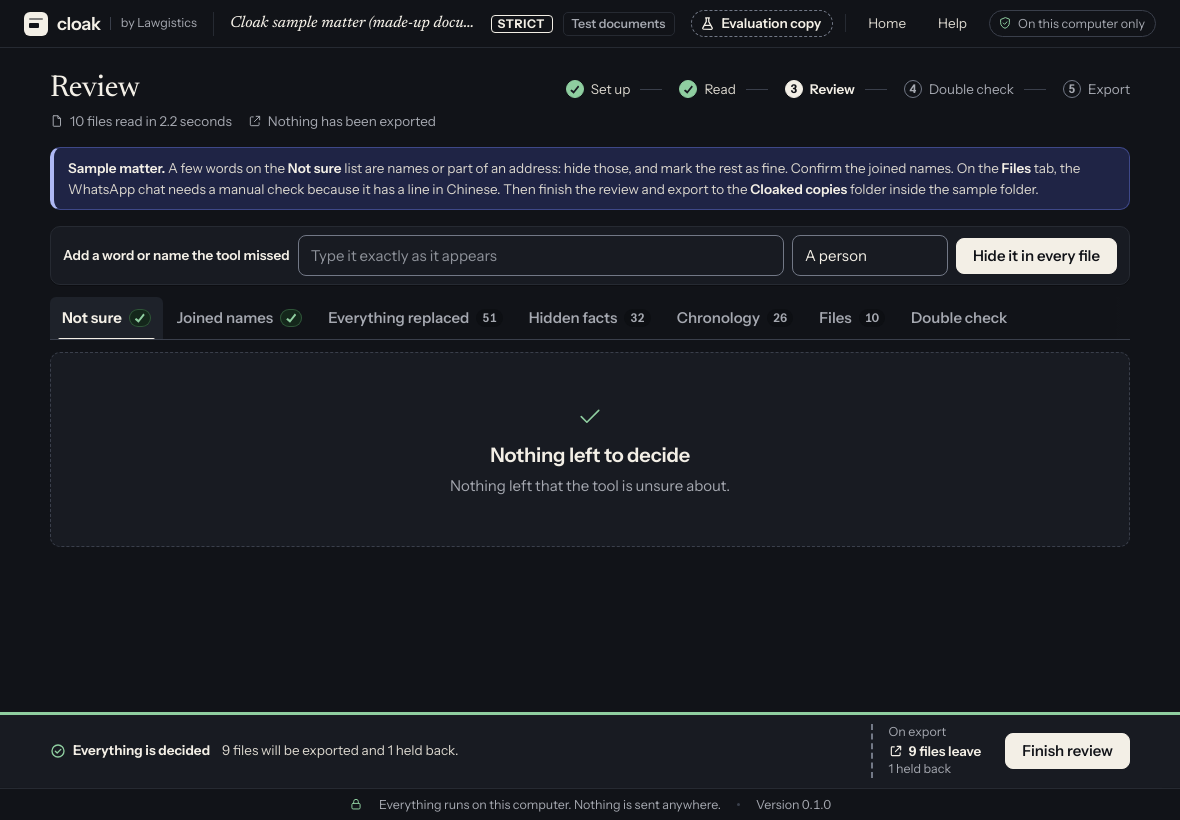 cloak by Lawgistics Cloak sample matter (made-up docu... STRICT Test documents Evaluation copy Home Help On this computer only
Review
Set up Read 3 Review 4 Double check 5 Export
10 files read in 2.2 seconds Nothing has been exported
Sample matter. A few words on the Not sure list are names or part of an address: hide those, and mark the rest as fine. Confirm the joined names. On the Files tab, the
WhatsApp chat needs a manual check because it has a line in Chinese. Then finish the review and export to the Cloaked copies folder inside the sample folder.
Add a word or name the tool missed Type it exactly as it appears A person Hide it in every file
Not sure Joined names Everything replaced 51 Hidden facts 32 Chronology 26 Files 10 Double check
Nothing left to decide
Nothing left that the tool is unsure about.
Everything is decided 9 files will be exported and 1 held back.
On export
9 files leave
1 held back
Finish review
Everything runs on this computer. Nothing is sent anywhere. • Version 0.1.0